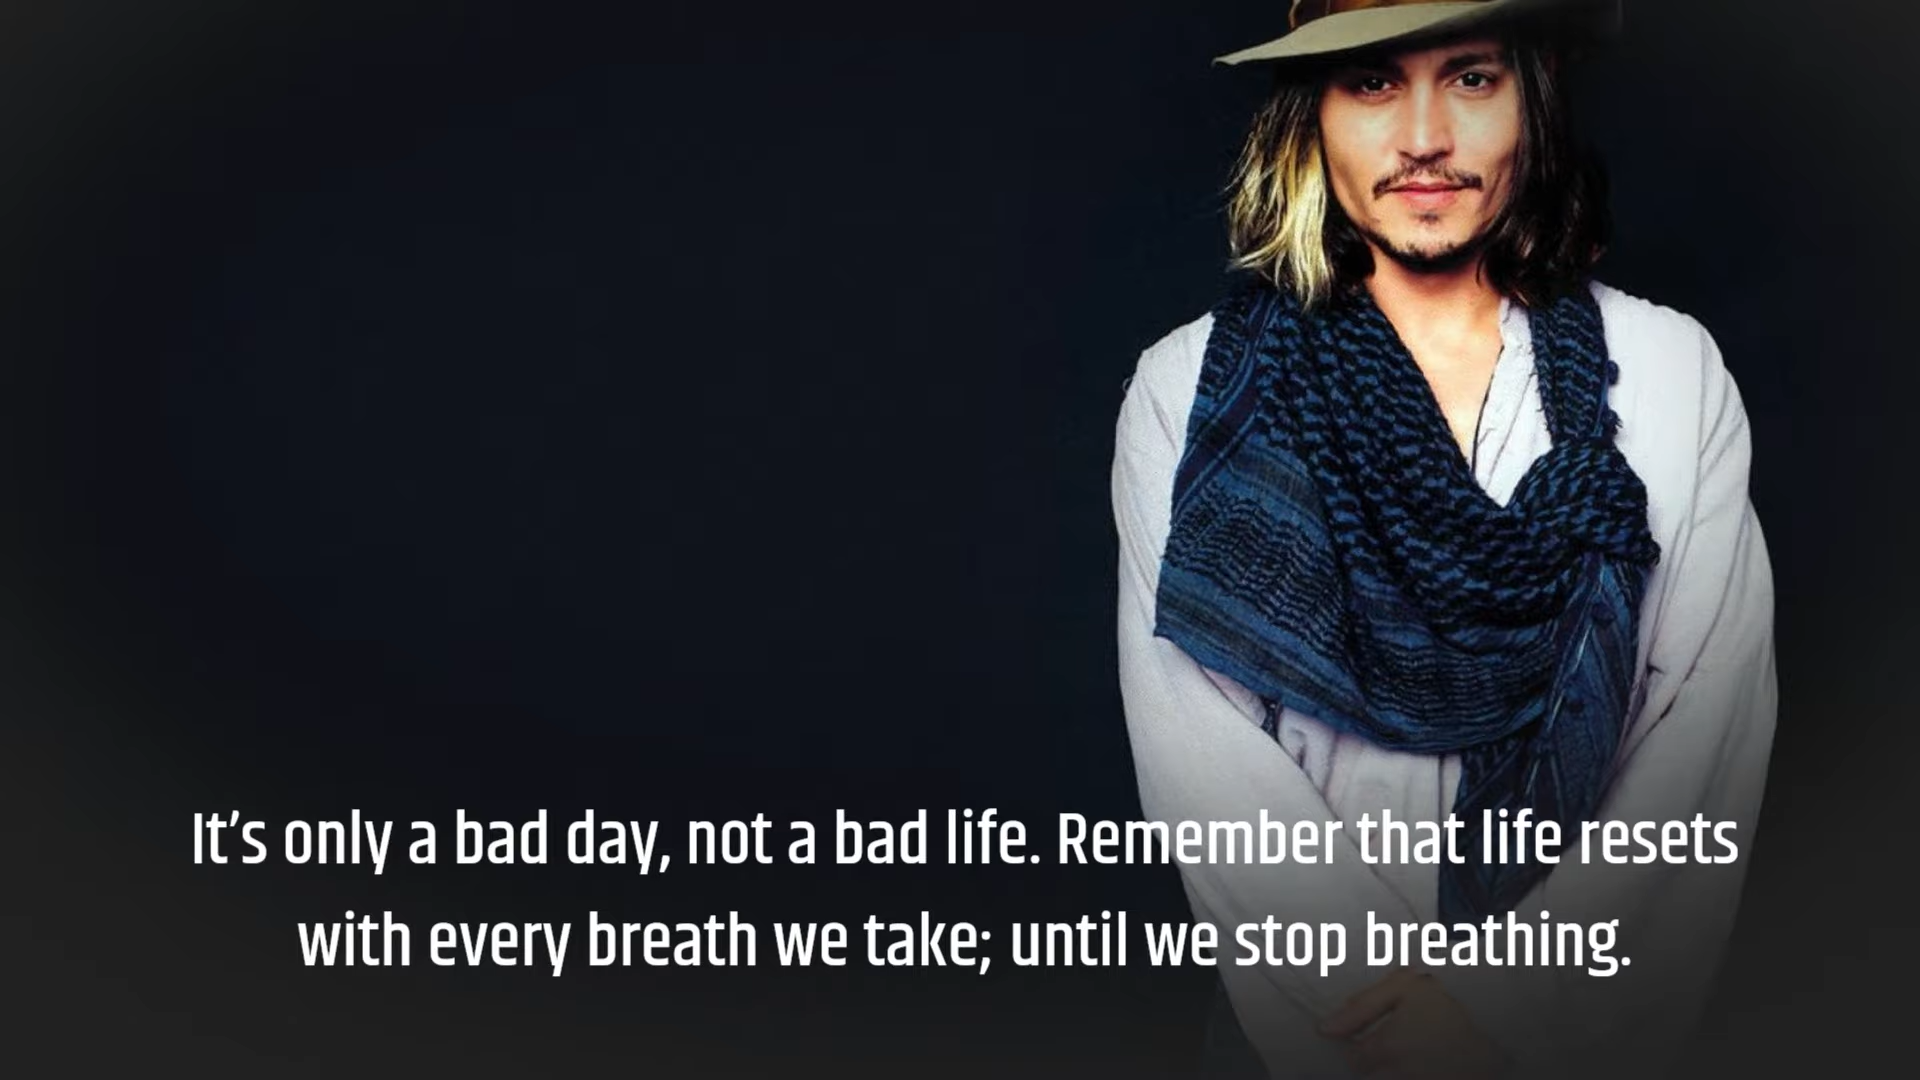 It’s only a bad day, not a bad life. Remember that life resets
with every breath we take; until we stop breathing.